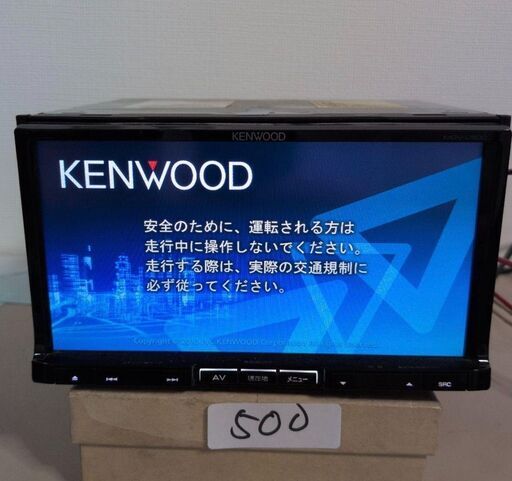 KENWOOD
KENWOOD
安全のために、運転される方は
走行中に操作しないでください。
走行する際は、実際の交通規制に
必ず従ってください。
Copyright ©
KENWOOD Corporation
AV 現在地 メニュー SRC
500